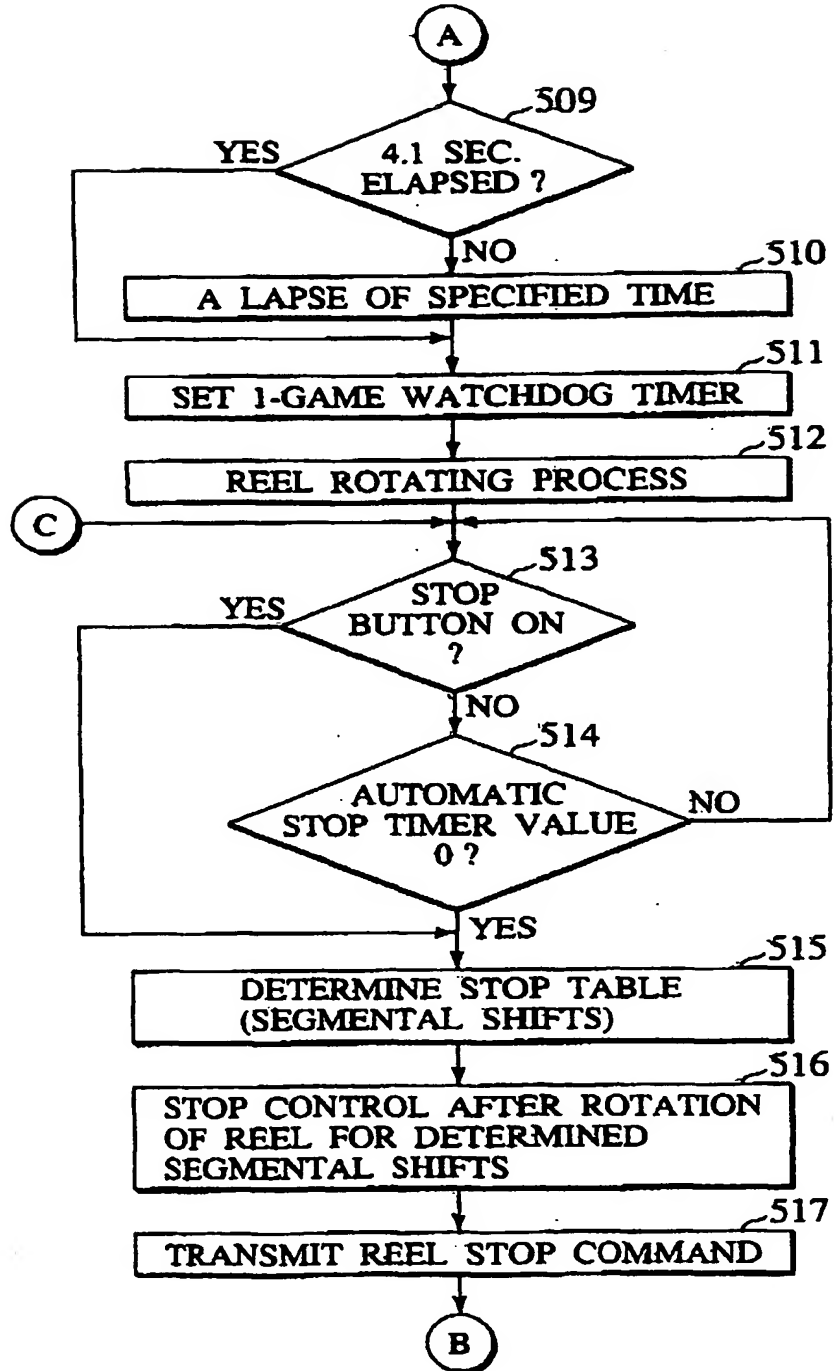 A
509
YES
4.1 SEC.
ELAPSED ?
NO
510
A LAPSE OF SPECIFIED TIME
511
SET 1-GAME WATCHDOG TIMER
512
REEL ROTATING PROCESS
C
513
YES
STOP
BUTTON ON
?
NO
514
AUTOMATIC
STOP TIMER VALUE
0 ?
NO
YES
515
DETERMINE STOP TABLE
(SEGMENTAL SHIFTS)
516
STOP CONTROL AFTER ROTATION
OF REEL FOR DETERMINED
SEGMENTAL SHIFTS
517
TRANSMIT REEL STOP COMMAND
B